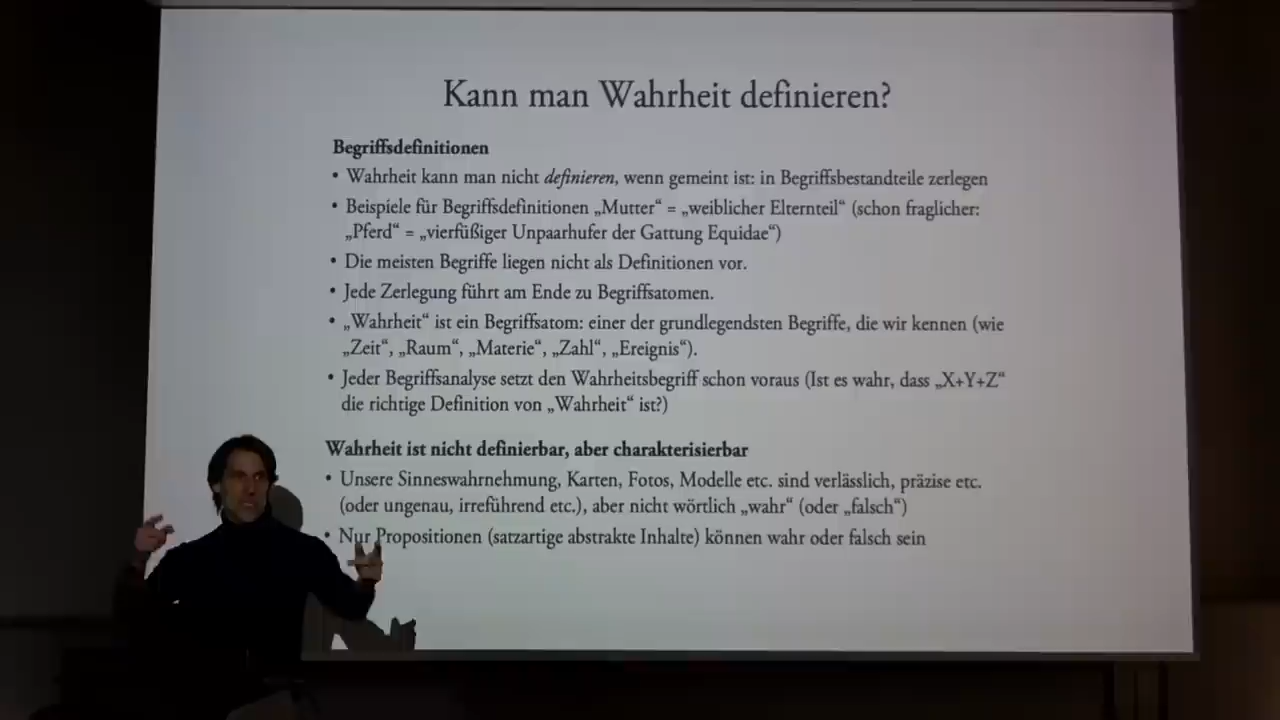 Kann man Wahrheit definieren?
Begriffsdefinitionen
• Wahrheit kann man nicht definieren, wenn gemeint ist: in Begriffsbestandteile zerlegen
• Beispiele für Begriffsdefinitionen „Mutter“ = „weiblicher Elternteil“ (schon fraglicher:
„Pferd“ = „vierfüßiger Unpaarhufer der Gattung Equidae“)
• Die meisten Begriffe liegen nicht als Definitionen vor.
• Jede Zerlegung führt am Ende zu Begriffsatomen.
• „Wahrheit“ ist ein Begriffsatom: einer der grundlegendsten Begriffe, die wir kennen (wie
„Zeit“, „Raum“, „Materie“, „Zahl“, „Ereignis“).
• Jeder Begriffsanalyse setzt den Wahrheitsbegriff schon voraus (Ist es wahr, dass „X+Y+Z“
die richtige Definition von „Wahrheit“ ist?)
Wahrheit ist nicht definierbar, aber charakterisierbar
• Unsere Sinneswahrnehmung, Karten, Fotos, Modelle etc. sind verlässlich, präzise etc.
(oder ungenau, irreführend etc.), aber nicht wörtlich „wahr“ (oder „falsch“)
• Nur Propositionen (satzartige abstrakte Inhalte) können wahr oder falsch sein